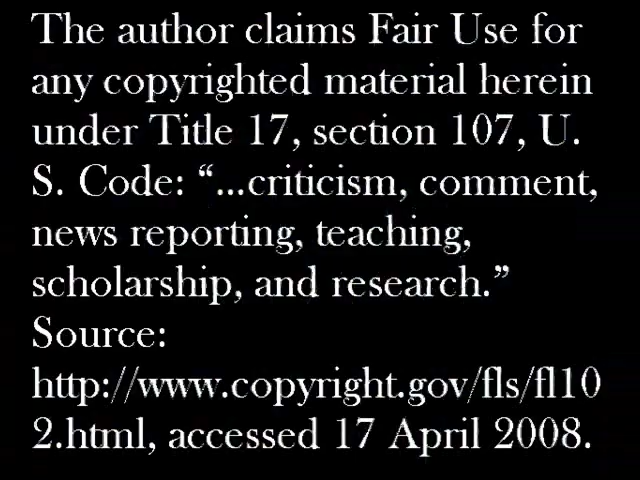 The author claims Fair Use for
any copyrighted material herein
under Title 17, section 107, U.
S. Code: “...criticism, comment,
news reporting, teaching,
scholarship, and research.”
Source:
http://www.copyright.gov/fls/fl10
2.html, accessed 17 April 2008.